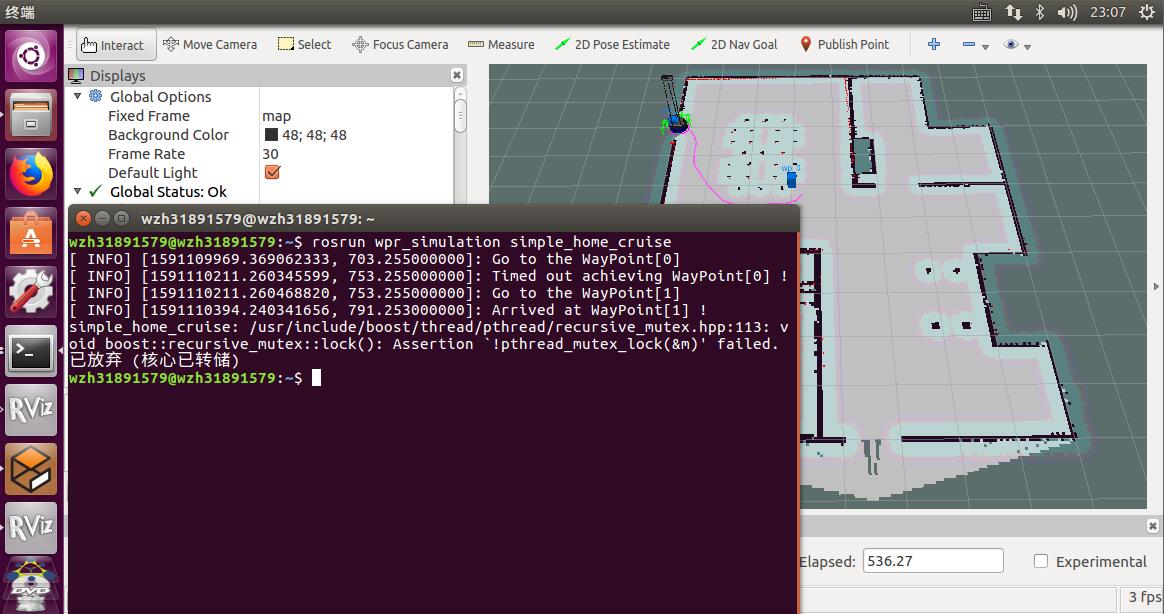 终端
23:07
Interact
Move Camera
Select
Focus Camera
Measure
2D Pose Estimate
2D Nav Goal
Publish Point
Displays
Global Options
Fixed Frame
map
Background Color
48; 48; 48
Frame Rate
30
Default Light
Global Status: Ok
wzh31891579@wzh31891579: ~
wzh31891579@wzh31891579:~$ rosrun wpr_simulation simple_home_cruise
[ INFO] [1591109969.369062333, 703.255000000]: Go to the WayPoint[0]
[ INFO] [1591110211.260345599, 753.255000000]: Timed out achieving WayPoint[0] !
[ INFO] [1591110211.260468820, 753.255000000]: Go to the WayPoint[1]
[ INFO] [1591110394.240341656, 791.253000000]: Arrived at WayPoint[1] !
simple_home_cruise: /usr/include/boost/thread/pthread/recursive_mutex.hpp:113: v
oid boost::recursive_mutex::lock(): Assertion `!pthread_mutex_lock(&m)' failed.
已放弃 (核心已转储)
wzh31891579@wzh31891579:~$
Elapsed:
536.27
Experimental
3 fps
RViz
RViz
DVD